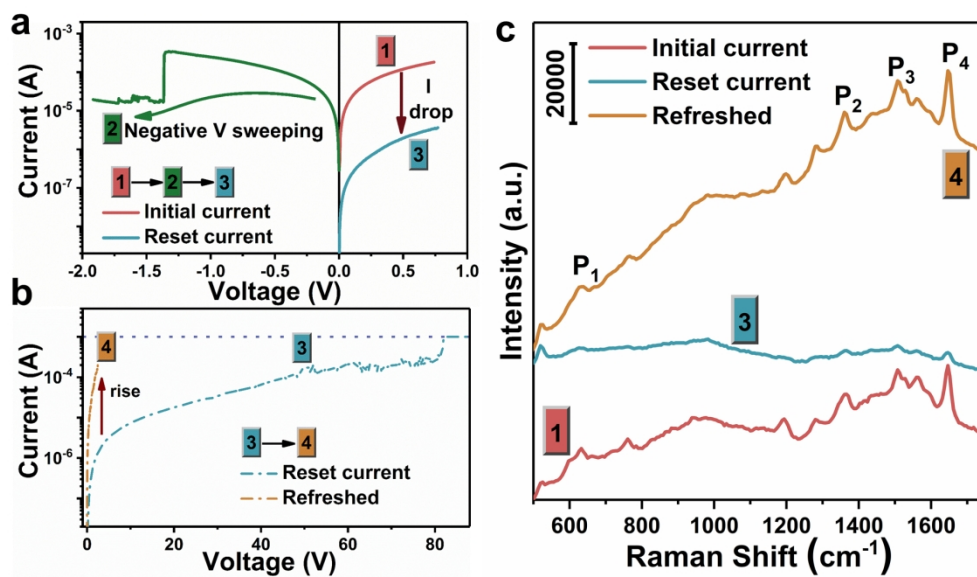 a
Current (A)
10⁻³
10⁻⁵
10⁻⁷
1
I
drop
2 Negative V sweeping
3
1 2 3
Initial current
Reset current
-2.0 -1.5 -1.0 -0.5 0.0 0.5 1.0
Voltage (V)
b
Current (A)
10⁻⁴
10⁻⁶
4
3
rise
3 4
Reset current
Refreshed
0 20 40 60 80
Voltage (V)
c
Intensity (a.u.)
20000
Initial current
Reset current
Refreshed
P₁
P₂
P₃
P₄
4
3
1
600 800 1000 1200 1400 1600
Raman Shift (cm⁻¹)